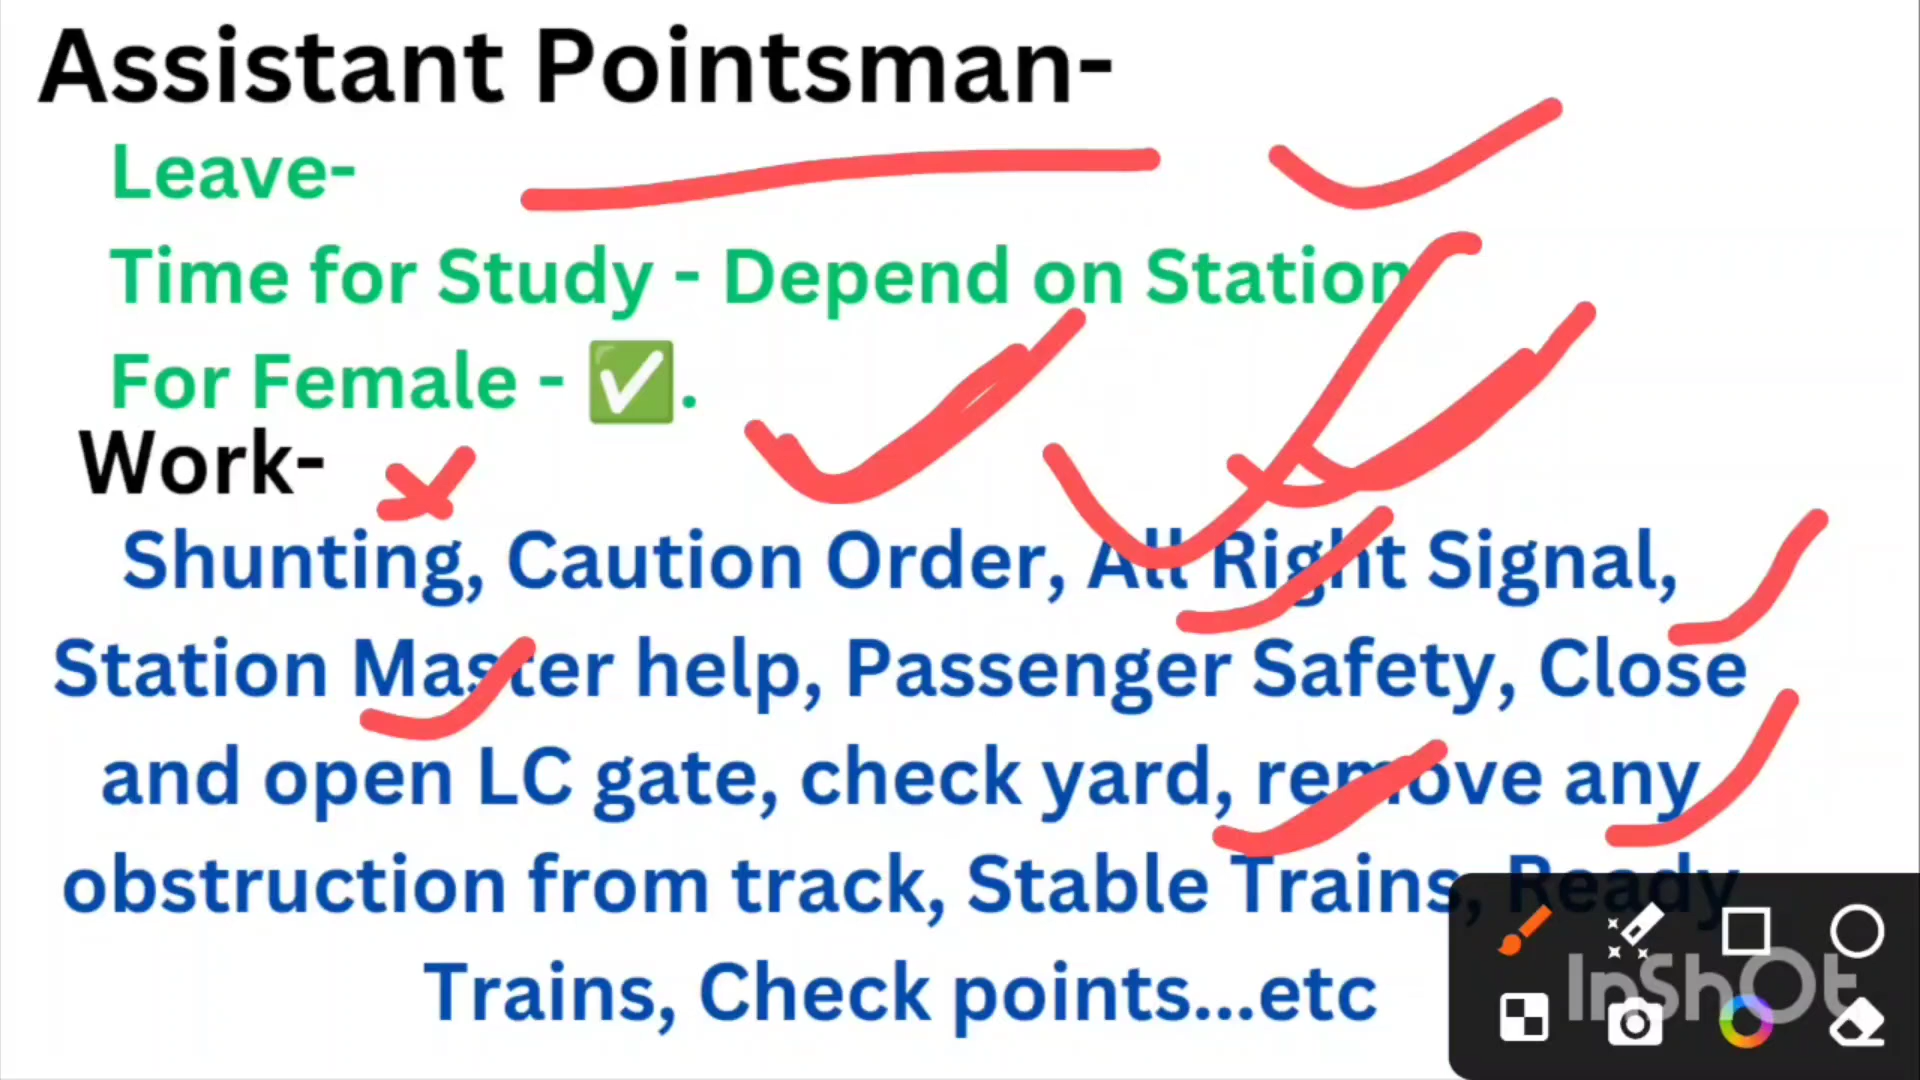 Assistant Pointsman-
Leave-
Time for Study - Depend on Station
For Female - ✅.
Work-
Shunting, Caution Order, All Right Signal,
Station Master help, Passenger Safety, Close
and open LC gate, check yard, remove any
obstruction from track, Stable Trains, Ready
Trains, Check points...etc
InShOt